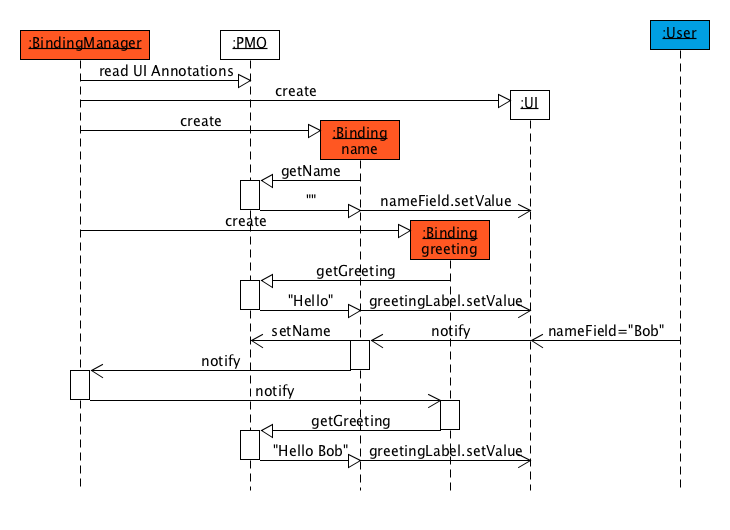 :User
:BindingManager
:PMO
read UI Annotations
create
:UI
create
:Binding
name
getName
""
nameField.setValue
create
:Binding
greeting
getGreeting
"Hello"
greetingLabel.setValue
setName
notify
nameField="Bob"
notify
notify
getGreeting
"Hello Bob"
greetingLabel.setValue